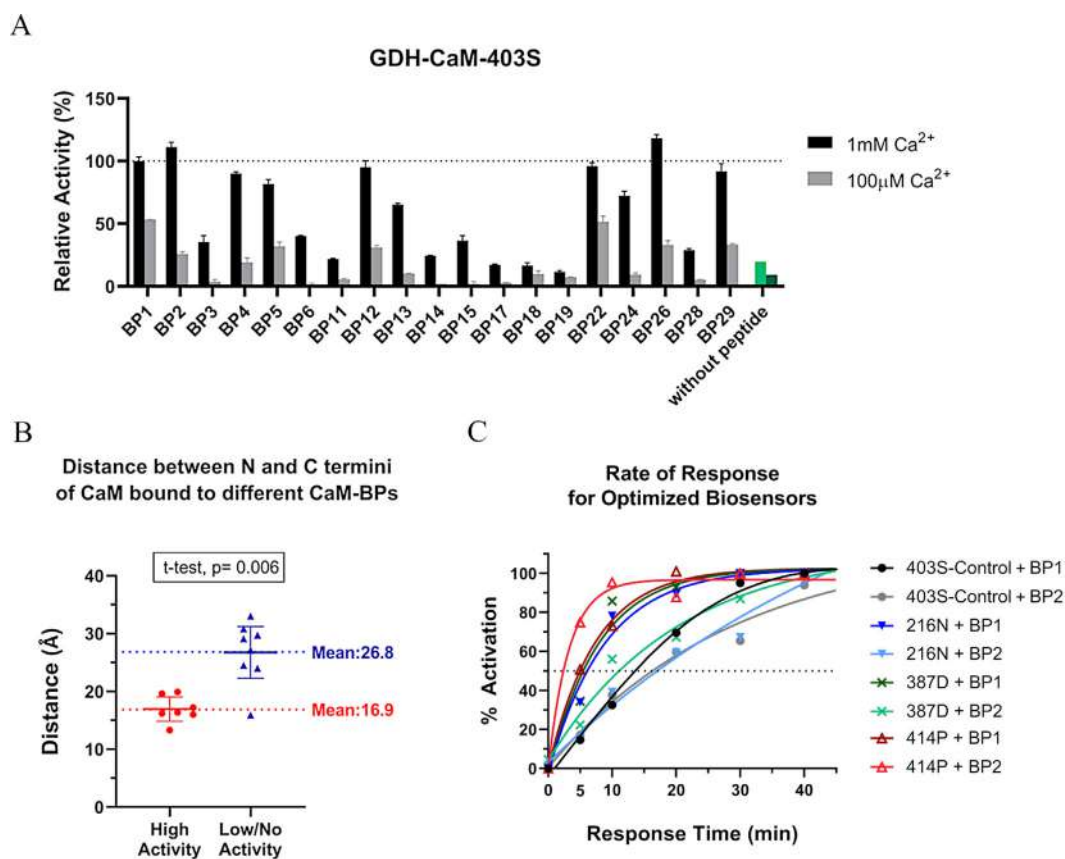 A
GDH-CaM-403S
Relative Activity (%)
150
100
50
0
1mM Ca²⁺
100μM Ca²⁺
BP1
BP2
BP3
BP4
BP5
BP6
BP11
BP12
BP13
BP14
BP15
BP17
BP18
BP19
BP22
BP24
BP26
BP28
BP29
without peptide
B
Distance between N and C termini
of CaM bound to different CaM-BPs
t-test, p= 0.006
Distance (Å)
40
30
20
10
0
Mean:26.8
Mean:16.9
High
Activity
Low/No
Activity
C
Rate of Response
for Optimized Biosensors
% Activation
100
80
60
40
20
0
0
5
10
20
30
40
Response Time (min)
403S-Control + BP1
403S-Control + BP2
216N + BP1
216N + BP2
387D + BP1
387D + BP2
414P + BP1
414P + BP2